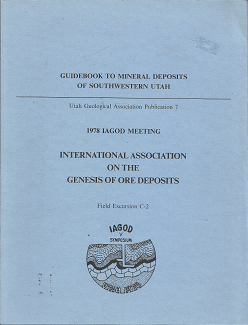 GUIDEBOOK TO MINERAL DEPOSITS
OF SOUTHWESTERN UTAH
Utah Geological Association Publication 7
1978 IAGOD MEETING
INTERNATIONAL ASSOCIATION
ON THE
GENESIS OF ORE DEPOSITS
Field Excursion C-2
IAGOD
V
SYMPOSIUM